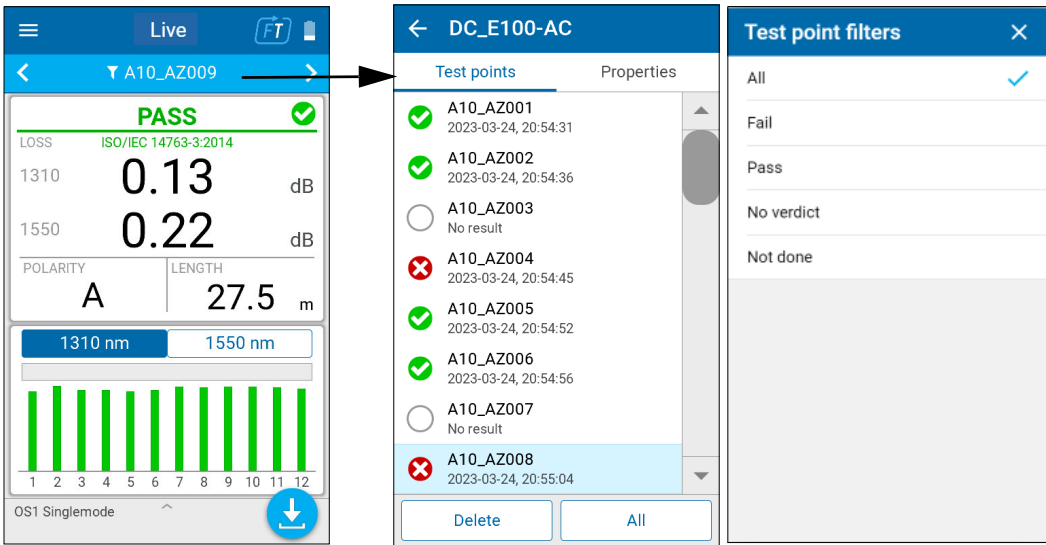 Live
FT
A10_AZ009
PASS
LOSS
ISO/IEC 14763-3:2014
1310
0.13
dB
1550
0.22
dB
POLARITY
LENGTH
A
27.5 m
1310 nm
1550 nm
1 2 3 4 5 6 7 8 9 10 11 12
OS1 Singlemode
DC_E100-AC
Test points
Properties
A10_AZ001
2023-03-24, 20:54:31
A10_AZ002
2023-03-24, 20:54:36
A10_AZ003
No result
A10_AZ004
2023-03-24, 20:54:45
A10_AZ005
2023-03-24, 20:54:52
A10_AZ006
2023-03-24, 20:54:56
A10_AZ007
No result
A10_AZ008
2023-03-24, 20:55:04
Delete
All
Test point filters
All
Fail
Pass
No verdict
Not done